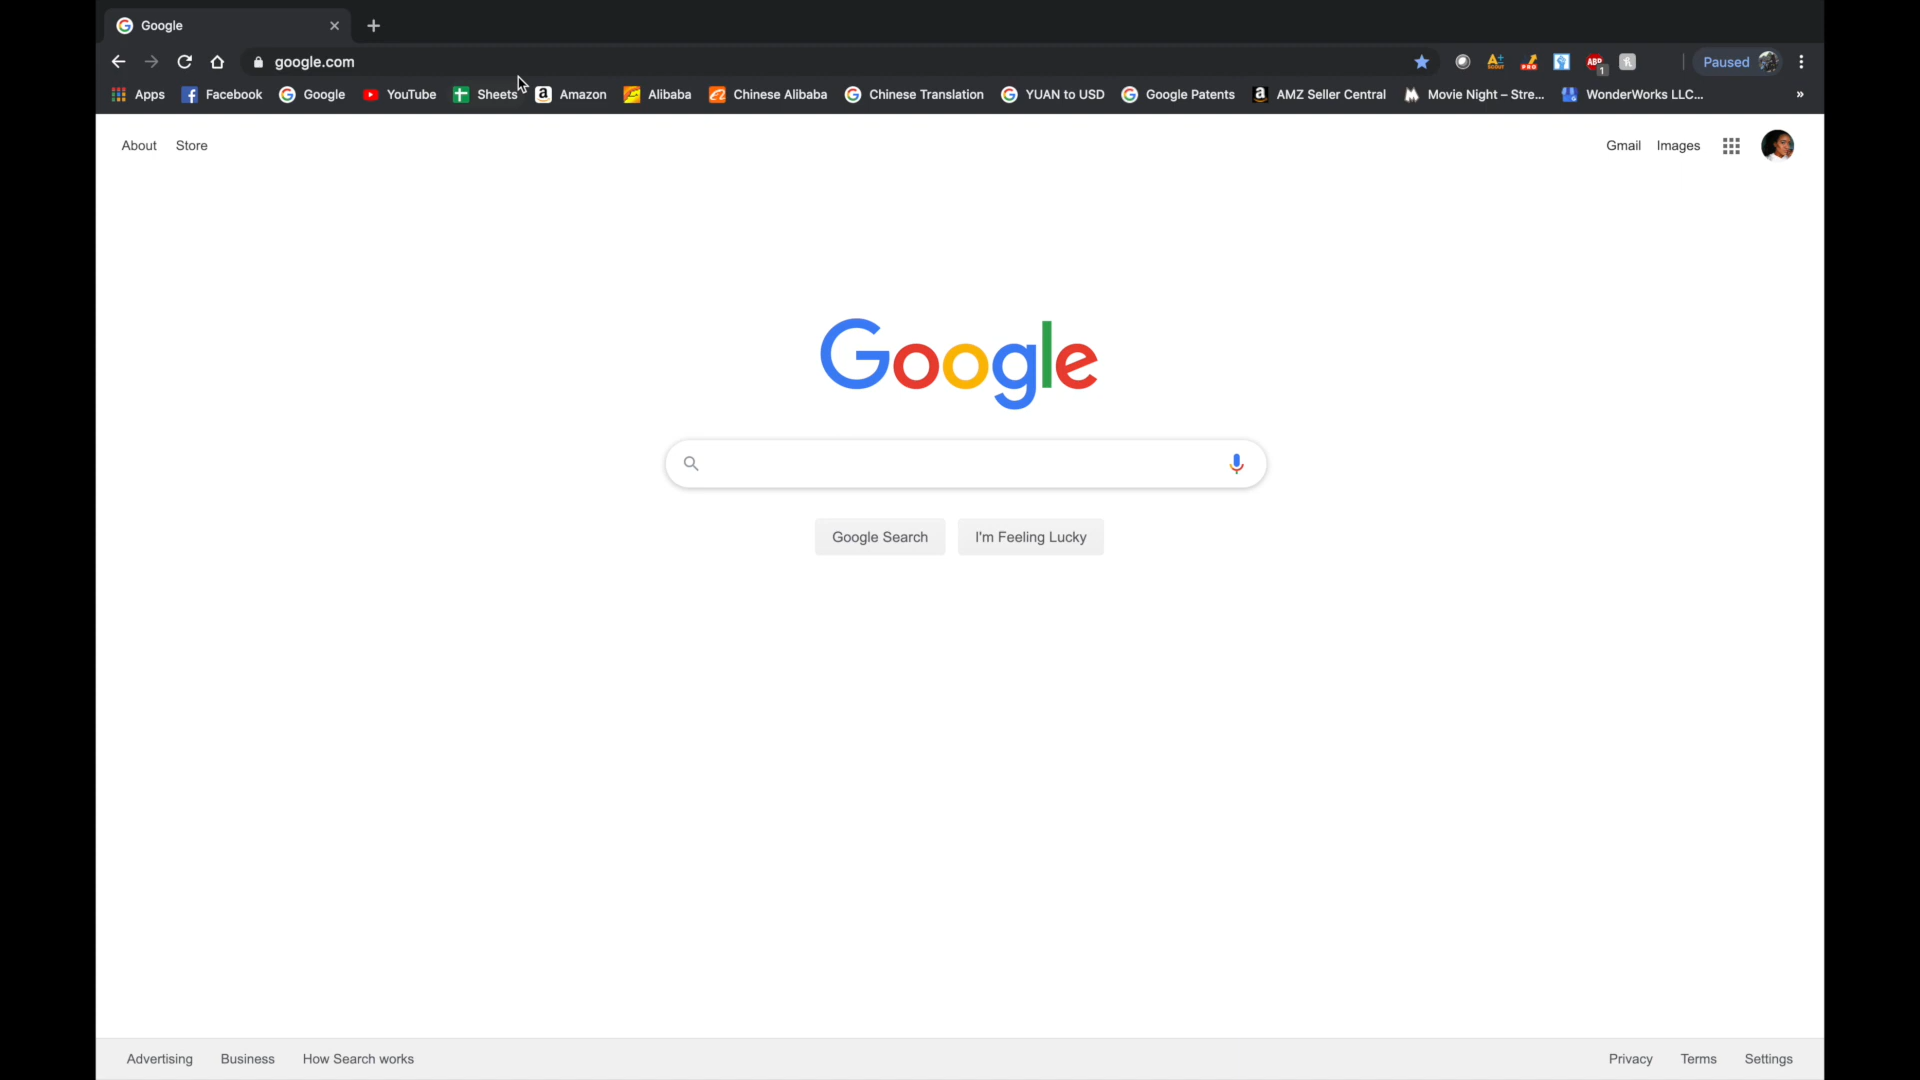 Google
google.com
Paused
Apps Facebook Google YouTube Sheets Amazon Alibaba Chinese Alibaba Chinese Translation YUAN to USD Google Patents AMZ Seller Central Movie Night – Stre... WonderWorks LLC... »
About Store Gmail Images
Google
Google Search I'm Feeling Lucky
Advertising Business How Search works Privacy Terms Settings